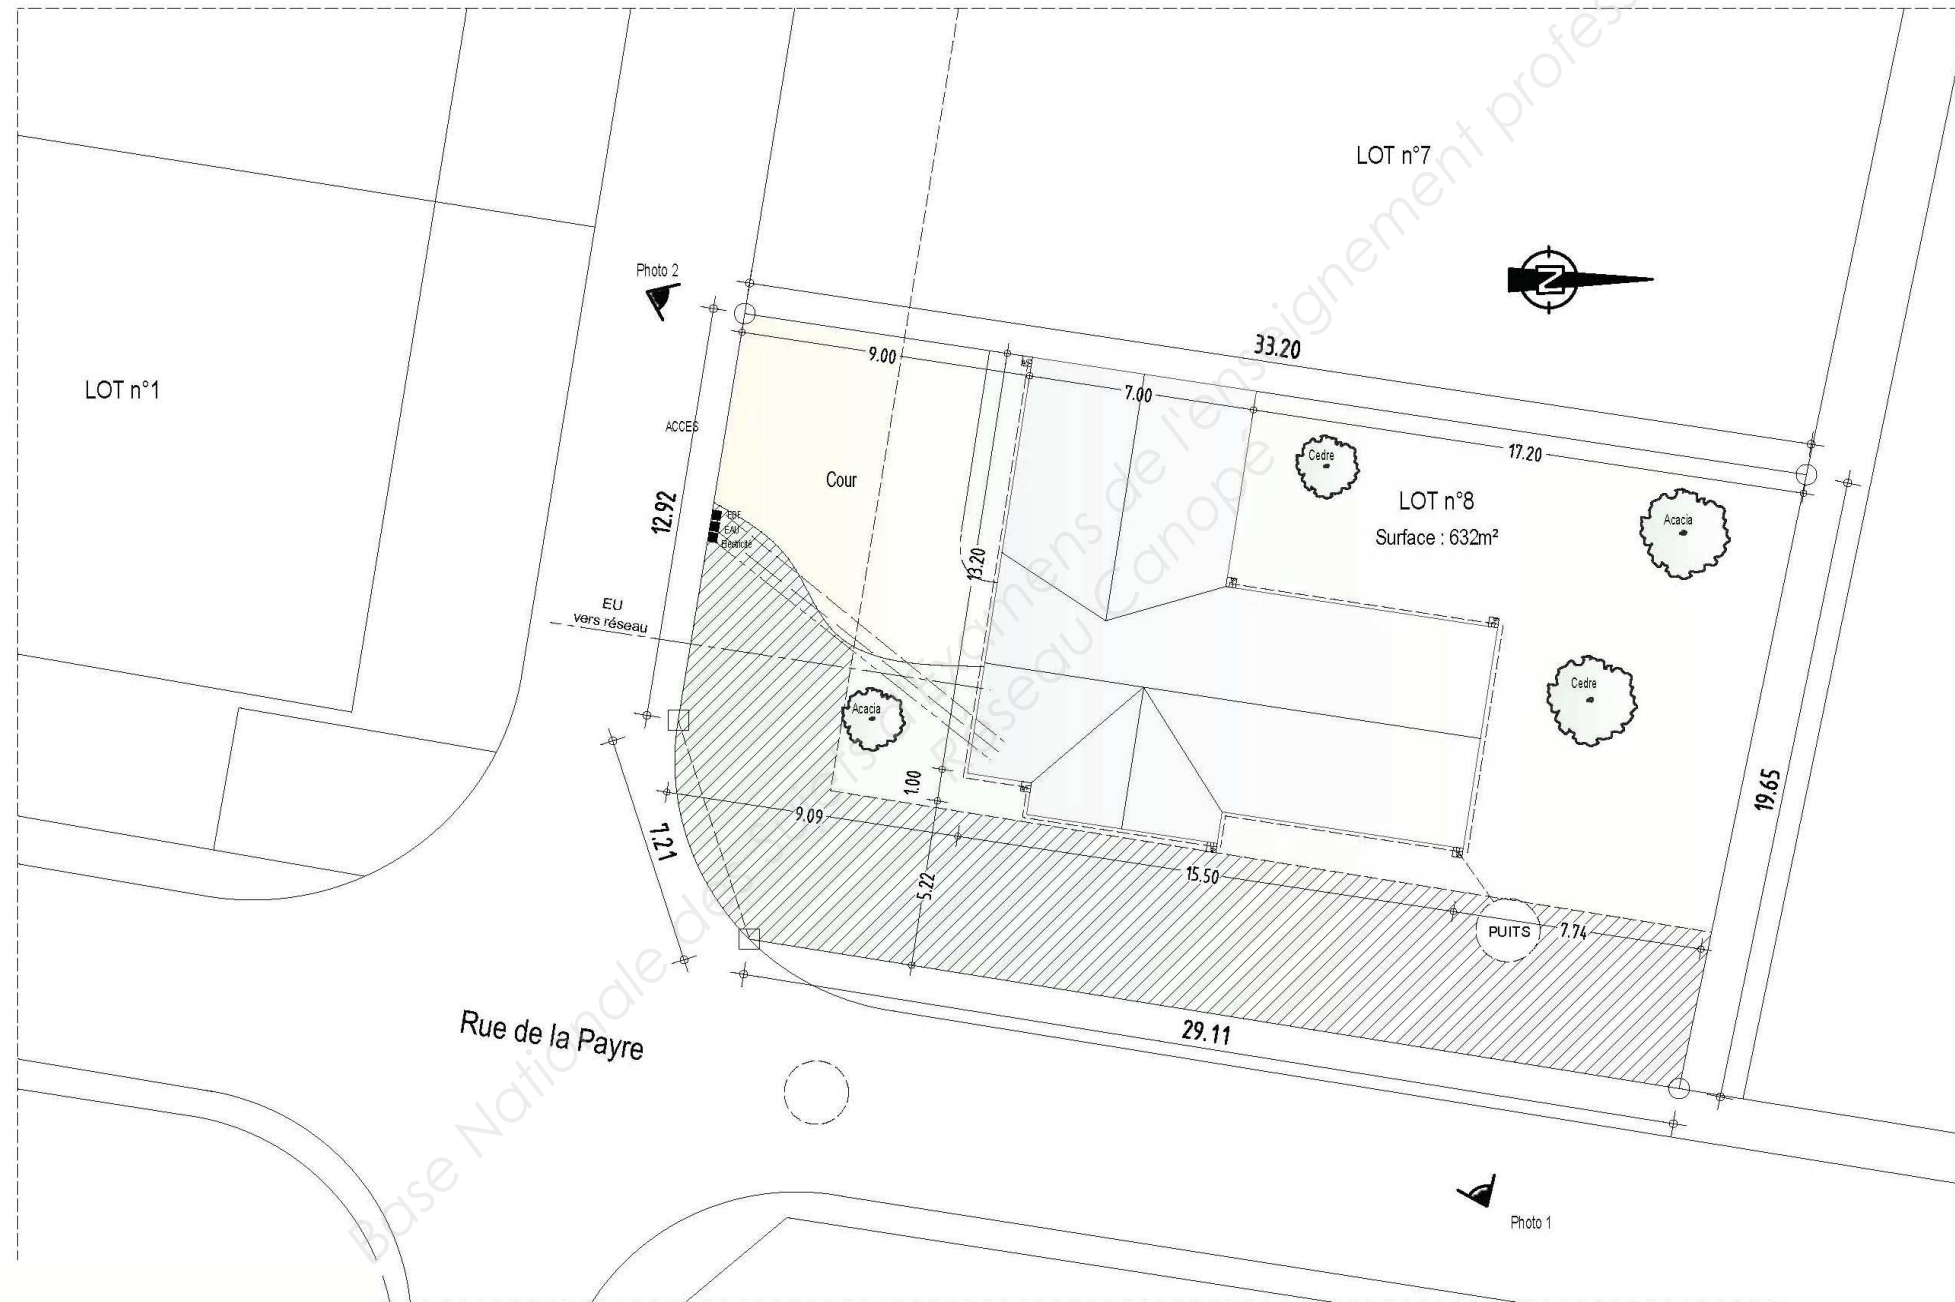 LOT n°7
Photo 2
N
33.20
9.00
7.00
LOT n°1
ACCES
17.20
Cedre
Cour
LOT n°8
Surface : 632m²
Acacia
12.92
EDF
EAU
Electricité
13.20
EU
vers réseau
Cedre
Acacia
1.00
19.65
9.09
7.21
5.22
15.50
PUITS
7.74
Rue de la Payre
29.11
Photo 1
Base Nationale des Sujets d'Examens de l'enseignement profess
Réseau Canopé